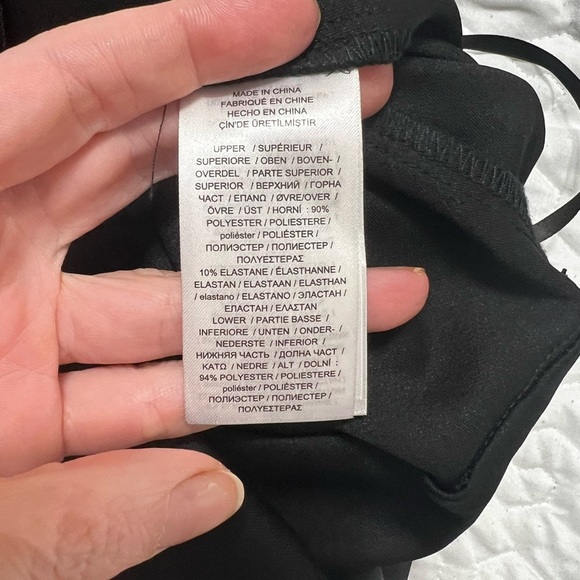 MADE IN CHINA
FABRIQUÉ EN CHINE
HECHO EN CHINA
ÇİN'DE ÜRETİLMİŞTİR
UPPER / SUPÉRIEUR /
SUPERIORE / OBEN / BOVEN- /
OVERDEL / PARTE SUPERIOR /
SUPERIOR / ВЕРХНИЙ / ГОРНА
ЧАСТ / ΕΠΑΝΩ / ØVRE/OVER /
ÖVRE / ÜST / HORNÍ : 90%
POLYESTER / POLIESTERE /
poliéster / POLIÉSTER /
ПОЛИЭСТЕР / ПОЛИЕСТЕР /
ΠΟΛΥΕΣΤΕΡΑΣ
10% ELASTANE / ÉLASTHANNE /
ELASTAN / ELASTAAN / ELASTHAN
/ elastano / ELASTANO / ЭЛАСТАН /
ЕЛАСТАН / ΕΛΑΣΤΑΝ
LOWER / PARTIE BASSE /
INFERIORE / UNTEN / ONDER- /
NEDERSTE / INFERIOR /
НИЖНЯЯ ЧАСТЬ / ДОЛНА ЧАСТ /
ΚΑΤΩ / NEDRE / ALT / DOLNÍ :
94% POLYESTER / POLIESTERE /
poliéster / POLIÉSTER /
ПОЛИЭСТЕР / ПОЛИЕСТЕР /
ΠΟΛΥΕΣΤΕΡΑΣ